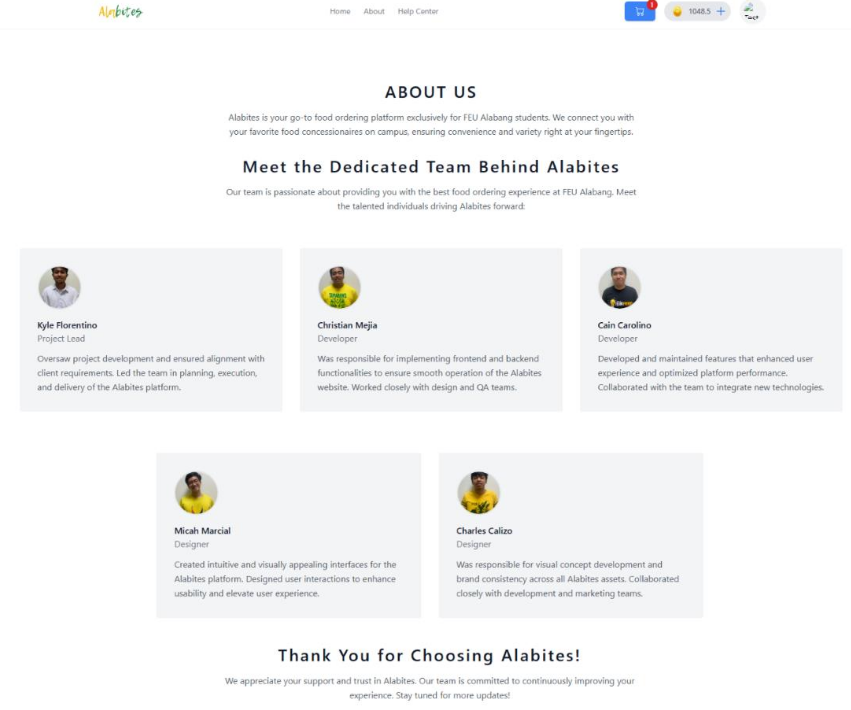 Alabites
Home About Help Center
1
1048.5 +
ABOUT US
Alabites is your go-to food ordering platform exclusively for FEU Alabang students. We connect you with
your favorite food concessionaires on campus, ensuring convenience and variety right at your fingertips.
Meet the Dedicated Team Behind Alabites
Our team is passionate about providing you with the best food ordering experience at FEU Alabang. Meet
the talented individuals driving Alabites forward:
Kyle Florentino
Project Lead
Oversaw project development and ensured alignment with
client requirements. Led the team in planning, execution,
and delivery of the Alabites platform.
Christian Mejia
Developer
Was responsible for implementing frontend and backend
functionalities to ensure smooth operation of the Alabites
website. Worked closely with design and QA teams.
Cain Carolino
Developer
Developed and maintained features that enhanced user
experience and optimized platform performance.
Collaborated with the team to integrate new technologies.
Micah Marcial
Designer
Created intuitive and visually appealing interfaces for the
Alabites platform. Designed user interactions to enhance
usability and elevate user experience.
Charles Calizo
Designer
Was responsible for visual concept development and
brand consistency across all Alabites assets. Collaborated
closely with development and marketing teams.
Thank You for Choosing Alabites!
We appreciate your support and trust in Alabites. Our team is committed to continuously improving your
experience. Stay tuned for more updates!